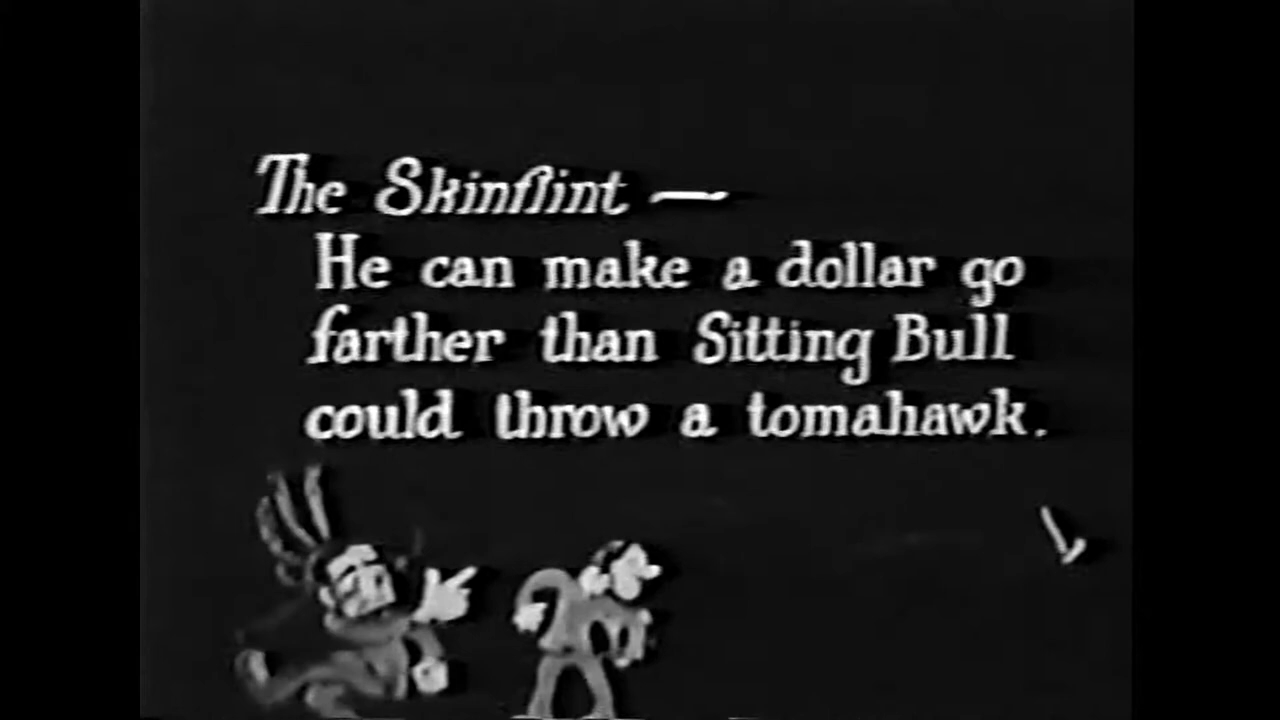 The Skinflint —
He can make a dollar go
farther than Sitting Bull
could throw a tomahawk.